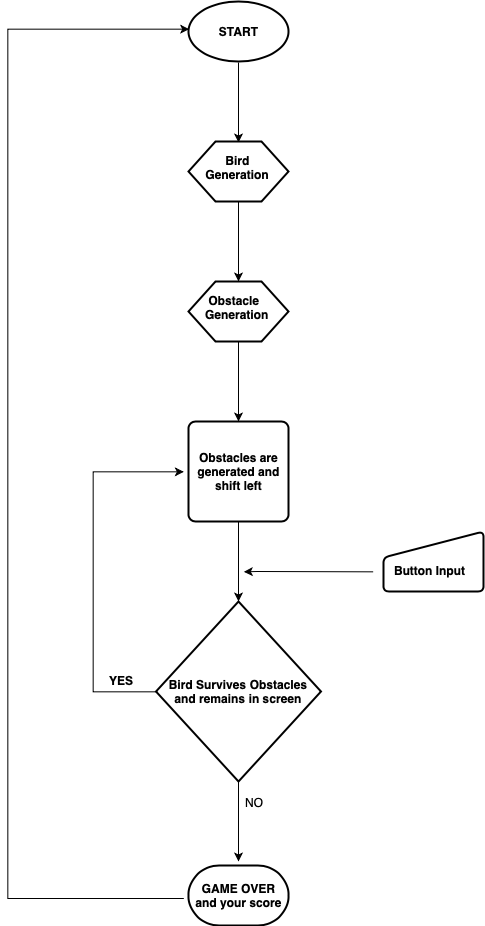 START
Bird
Generation
Obstacle
Generation
Obstacles are
generated and
shift left
Button Input
Bird Survives Obstacles
and remains in screen
YES
NO
GAME OVER
and your score